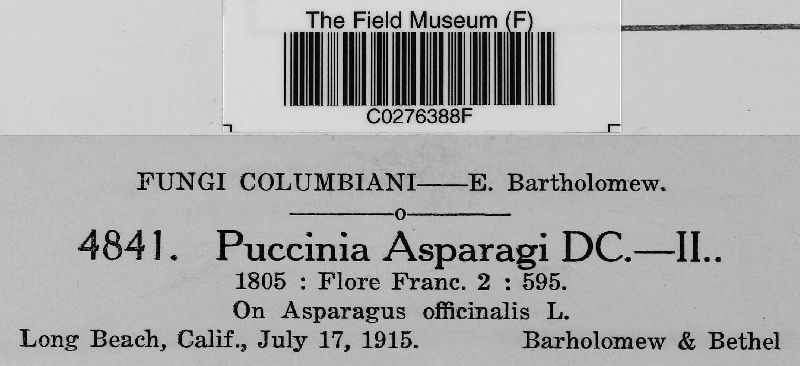 The Field Museum (F)
C0276388F
FUNGI COLUMBIANI——E. Bartholomew.
4841. Puccinia Asparagi DC.—II..
1805 : Flore Franc. 2 : 595.
On Asparagus officinalis L.
Long Beach, Calif., July 17, 1915. Barholomew & Bethel